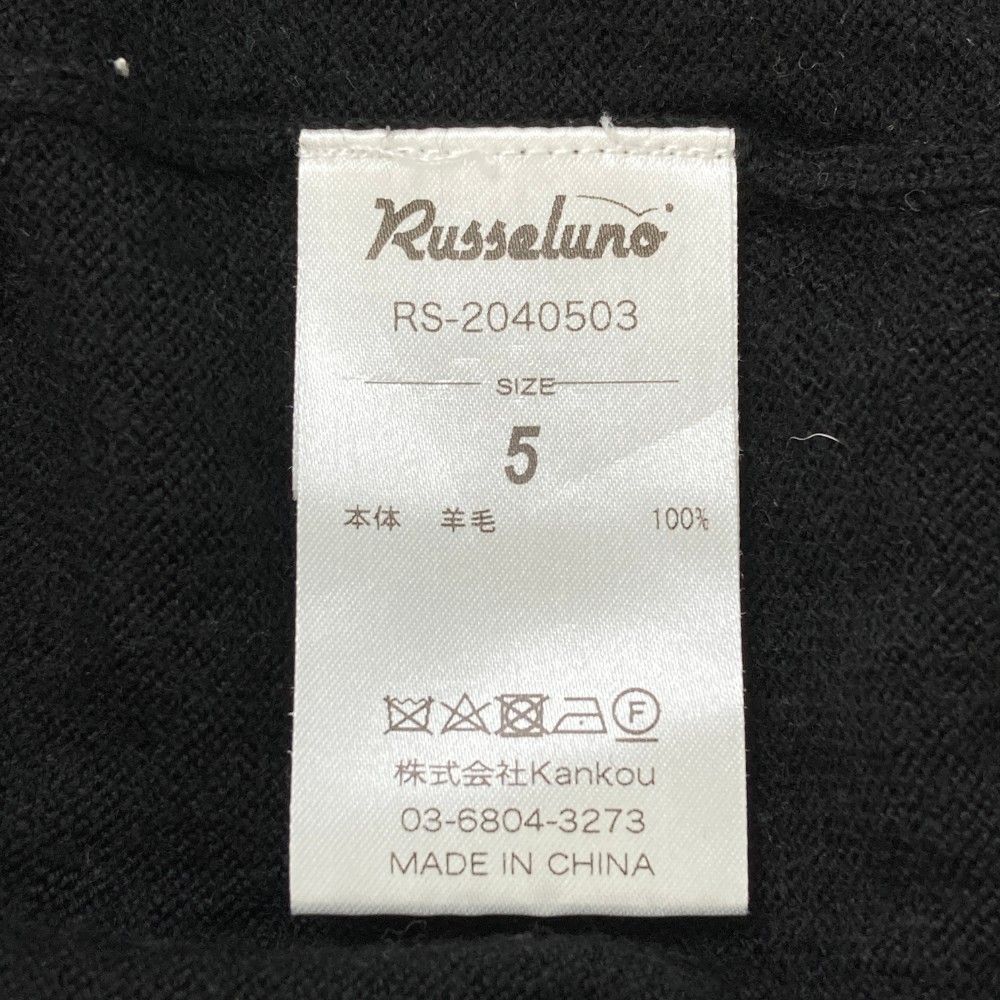 Russeluno
RS-2040503
SIZE
5
本体 羊毛 100%
F
株式会社Kankou
03-6804-3273
MADE IN CHINA